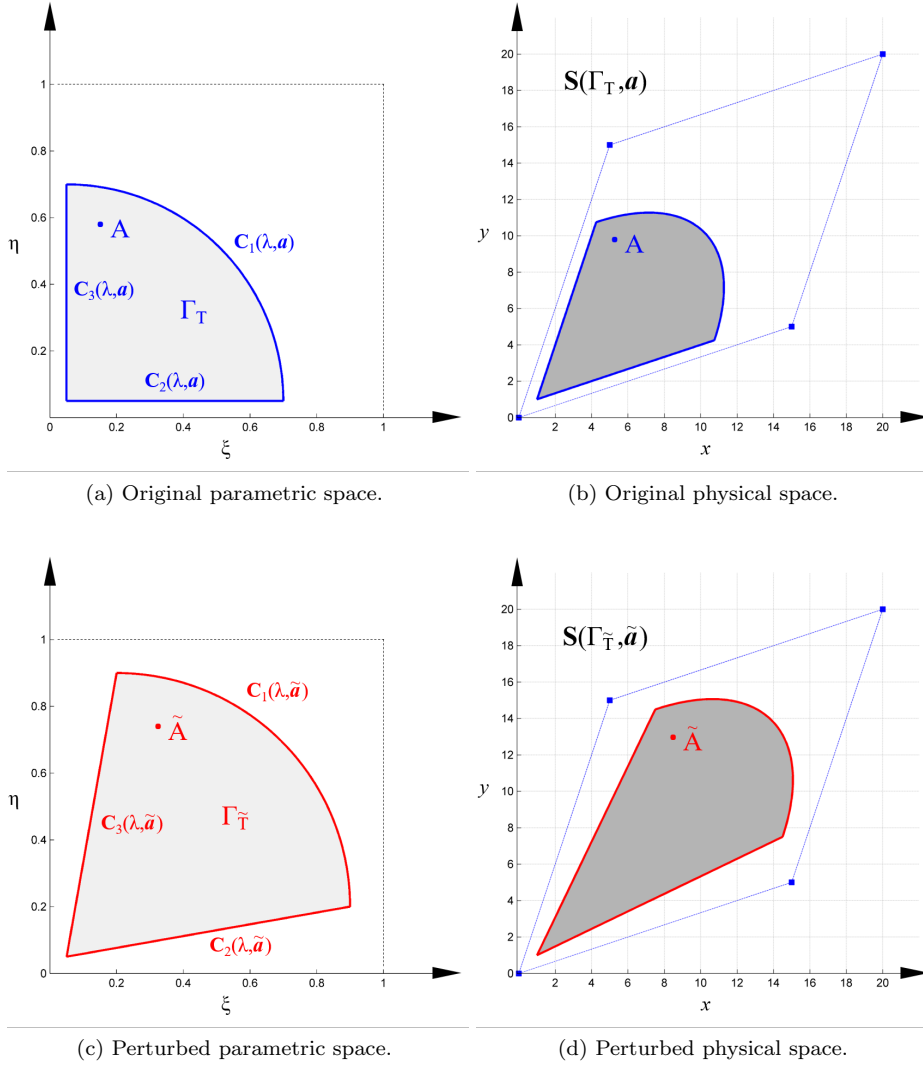 1
0.8
0.6
0.4
0.2
0
0.2
0.4
0.6
0.8
1
η
ξ
A
C₁(λ,a)
C₃(λ,a)
Γ_T
C₂(λ,a)
(a) Original parametric space.
20
18
16
14
12
10
8
6
4
2
0
2
4
6
8
10
12
14
16
18
20
y
x
S(Γ_T,a)
A
(b) Original physical space.
1
0.8
0.6
0.4
0.2
0
0.2
0.4
0.6
0.8
1
η
ξ
C₁(λ,ã)
Ã
C₃(λ,ã)
Γ_T̃
C₂(λ,ã)
(c) Perturbed parametric space.
20
18
16
14
12
10
8
6
4
2
0
2
4
6
8
10
12
14
16
18
20
y
x
S(Γ_T̃,ã)
Ã
(d) Perturbed physical space.